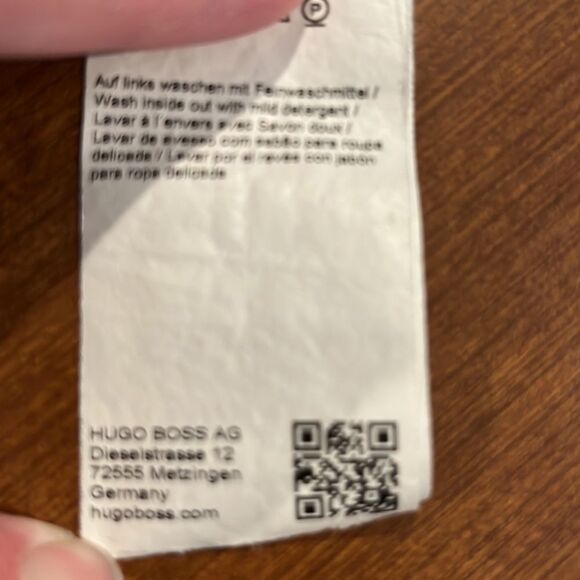 P
Auf links waschen mit Feinwaschmittel /
Wash inside out with mild detergent /
Laver à l'envers avec Savon doux /
Lavar do avesso com sabão para roupa
delicada / Lavar por el revés con jabón
para ropa delicada
HUGO BOSS AG
Dieselstrasse 12
72555 Metzingen
Germany
hugoboss.com